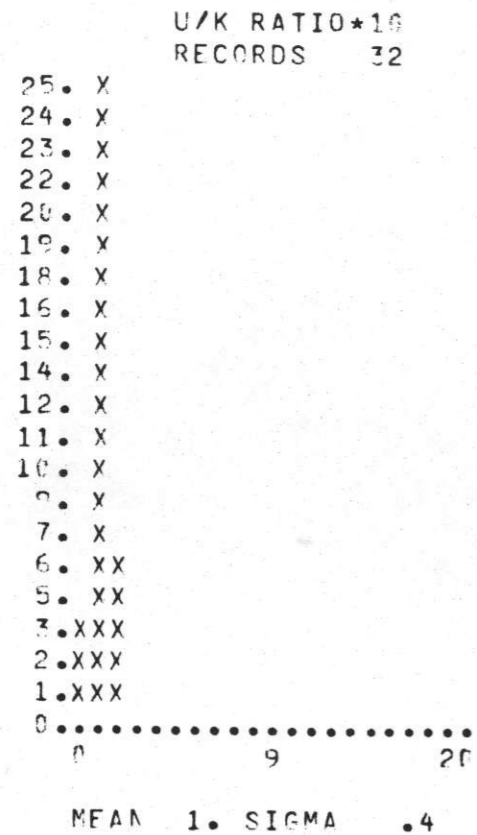 U/K RATIO*10
RECORDS 32
25. X
24. X
23. X
22. X
20. X
19. X
18. X
16. X
15. X
14. X
12. X
11. X
10. X
9. X
7. X
6. XX
5. XX
3.XXX
2.XXX
1.XXX
0......................
0 9 20
MEAN 1. SIGMA .4